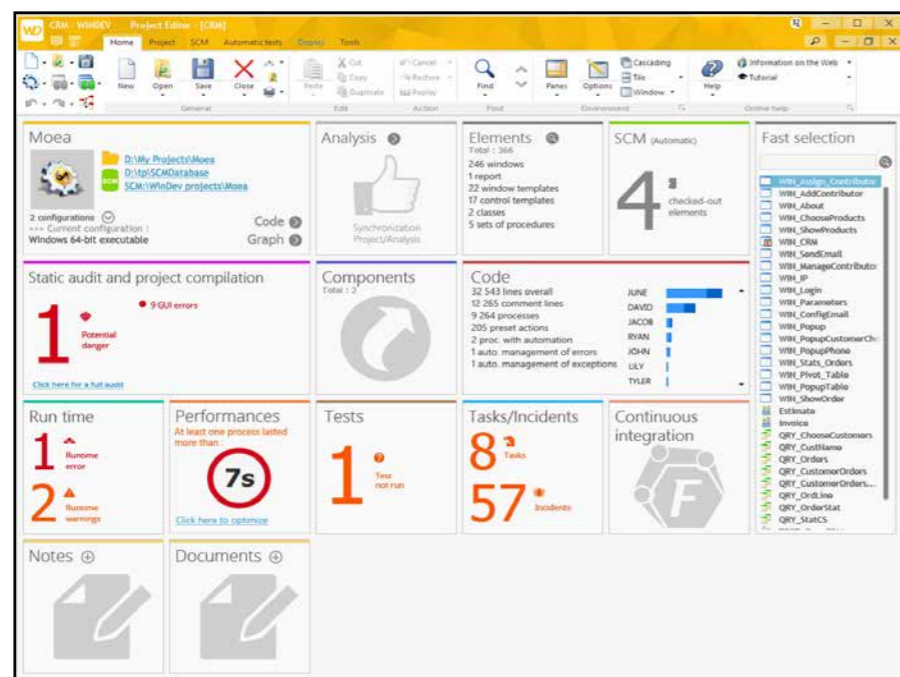 WD CRM - WINDEV Project Editor - [CRM]
Home Project SCM Automatic tests Display Tools
New Open Save Close Paste Cut Copy Duplicate Cancel Restore Replay Find Panes Options Cascading Tile Window Help Information on the Web Tutorial
General Edit Action Find Environment Online help
Moea
D:\My Projects\Moea
D:\tp\SCMDatabase
SCM:\WinDev projects\Moea
SCM
2 configurations
>>> Current configuration :
Windows 64-bit executable
Code
Graph
Analysis
Synchronization
Project/Analysis
Elements
Total : 366
246 windows
1 report
22 window templates
17 control templates
2 classes
5 sets of procedures
SCM (Automatic)
4
checked-out
elements
Fast selection
WIN_Assign_Contributor
WIN_AddContributor
WIN_About
WIN_ChooseProducts
WIN_ShowProducts
WIN_CRM
WIN_SendEmail
WIN_ManageContributor
WIN_IP
WIN_Login
WIN_Parameters
WIN_ConfigEmail
WIN_Popup
WIN_PopupCustomerCh
WIN_PopupPhone
WIN_Stats_Orders
WIN_Pivot_Table
WIN_PopupTable
WIN_ShowOrder
Estimate
Invoice
QRY_ChooseCustomers
QRY_CustName
QRY_Orders
QRY_CustomerOrders
QRY_CustomerOrders...
QRY_OrdLine
QRY_OrderStat
QRY_StatCS
Static audit and project compilation
1
Potential
danger
9 GUI errors
Click here for a full audit
Components
Total : 2
Code
32 543 lines overall
12 265 comment lines
9 264 processes
205 preset actions
2 proc. with automation
1 auto. management of errors
1 auto. management of exceptions
JUNE
DAVID
JACOB
RYAN
JOHN
LILY
TYLER
Run time
1
Runtime
error
2
Runtime
warnings
Performances
At least one process lasted
more than :
7s
Click here to optimize
Tests
1
Test
not run
Tasks/Incidents
8
Tasks
57
Incidents
Continuous
integration
F
Notes
Documents